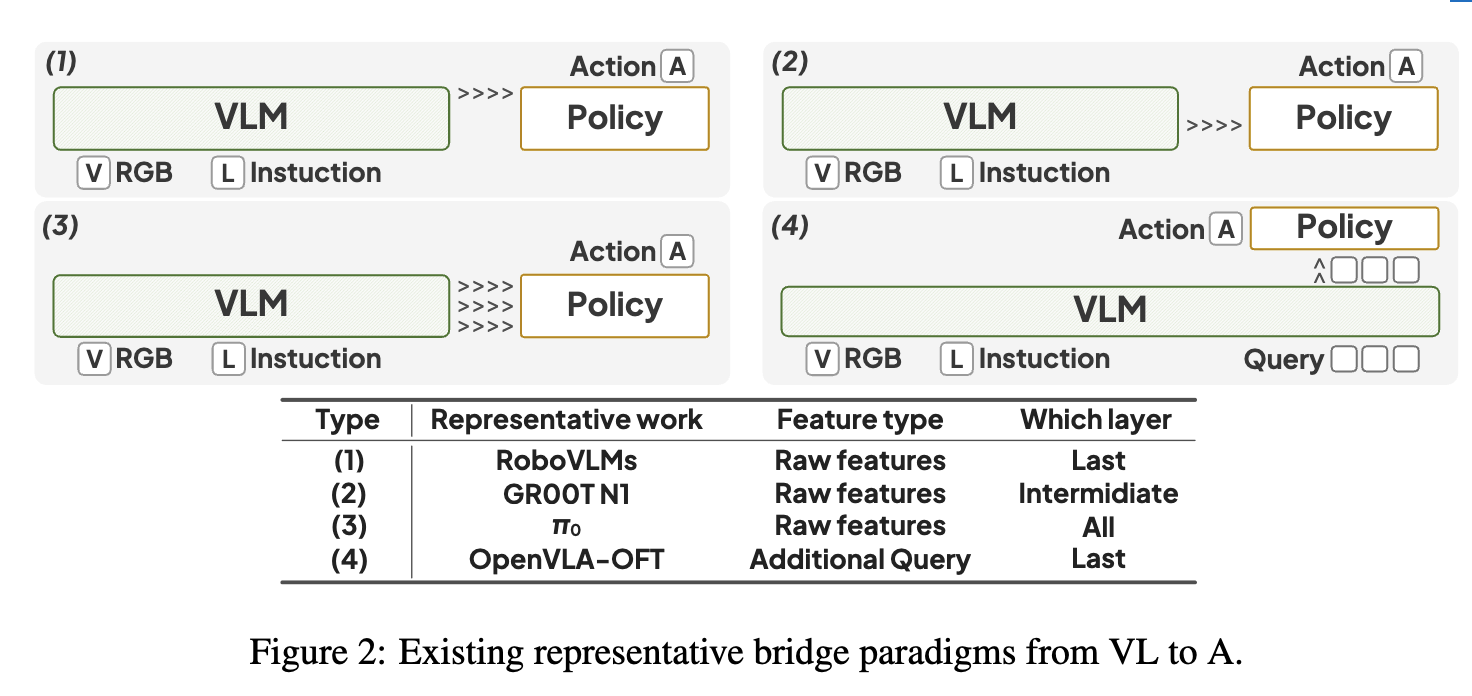 (1)
Action A
VLM >>>> Policy
V RGB L Instuction
(2)
Action A
VLM >>>> Policy
V RGB L Instuction
(3)
Action A
VLM >>>> >>>> >>>> Policy
V RGB L Instuction
(4)
Action A Policy
VLM
V RGB L Instuction Query
Type Representative work Feature type Which layer
(1) RoboVLMs Raw features Last
(2) GR00T N1 Raw features Intermidiate
(3) π₀ Raw features All
(4) OpenVLA-OFT Additional Query Last
Figure 2: Existing representative bridge paradigms from VL to A.